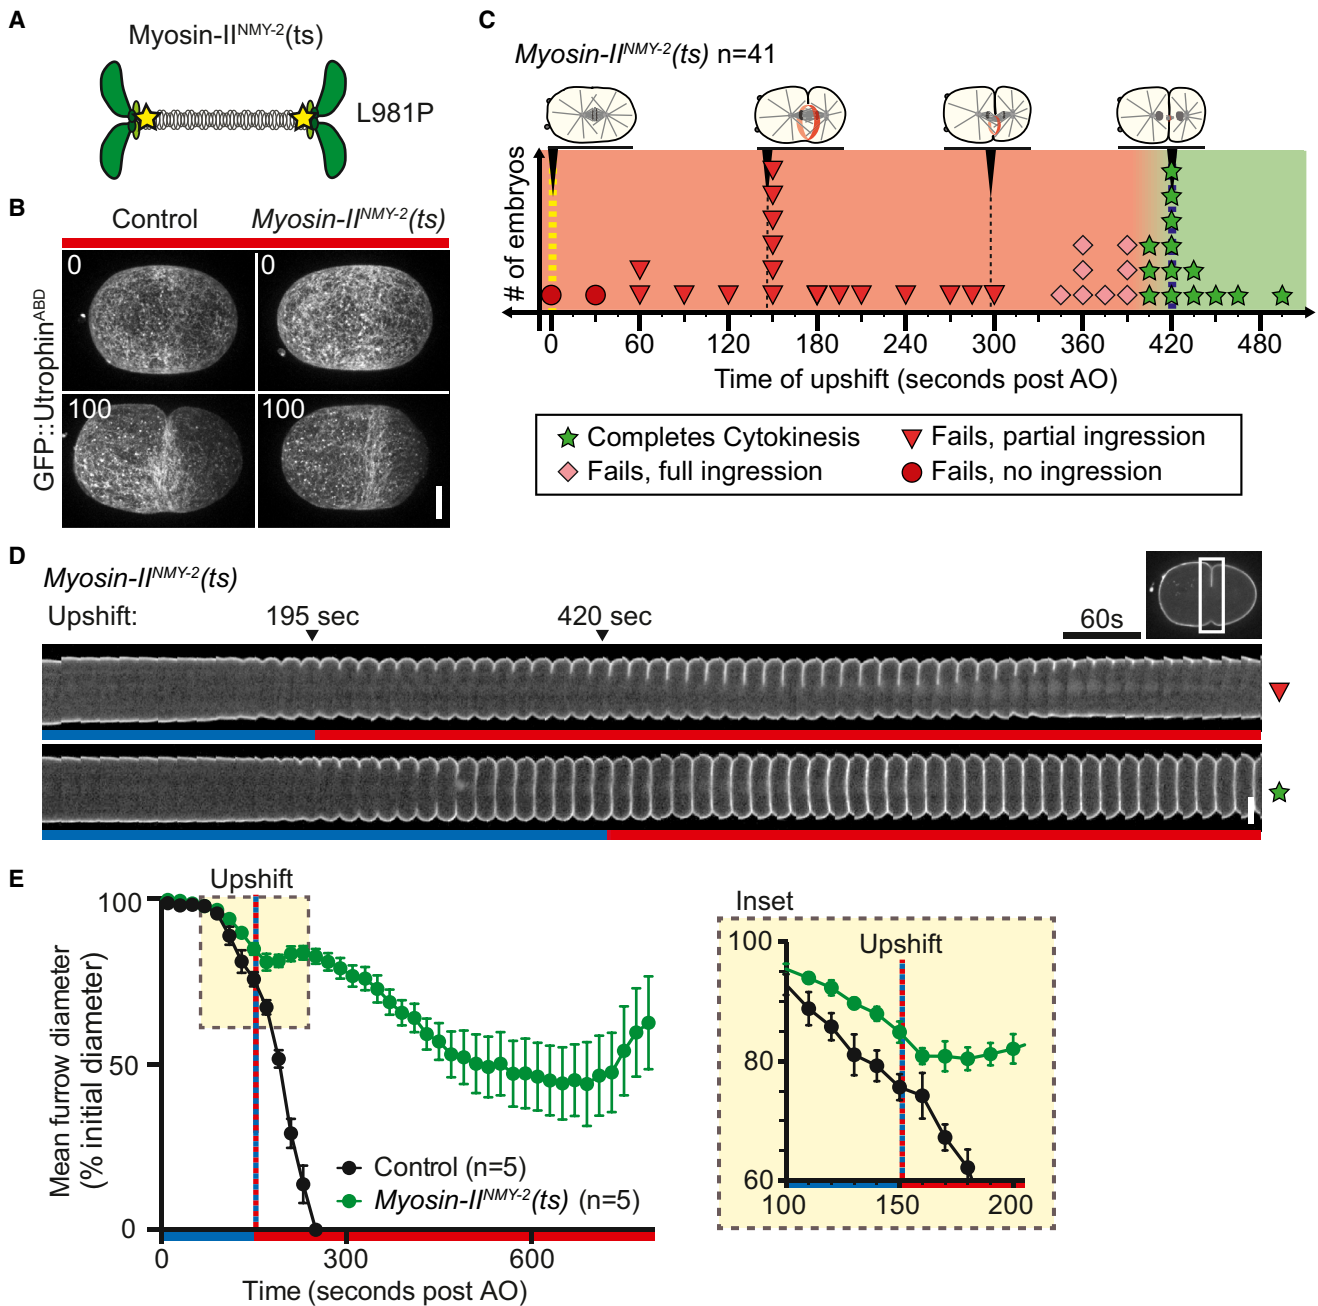 A
Myosin-II^NMY-2(ts)
L981P
B
Control Myosin-II^NMY-2(ts)
GFP::Utrophin^ABD
0 0
100 100
C
Myosin-II^NMY-2(ts) n=41
# of embryos
0 60 120 180 240 300 360 420 480
Time of upshift (seconds post AO)
Completes Cytokinesis
Fails, partial ingression
Fails, full ingression
Fails, no ingression
D
Myosin-II^NMY-2(ts)
Upshift: 195 sec 420 sec 60s
E
Upshift
100
50
0
Mean furrow diameter
(% initial diameter)
Control (n=5)
Myosin-II^NMY-2(ts) (n=5)
0 300 600
Time (seconds post AO)
Inset
Upshift
100
80
60
100 150 200